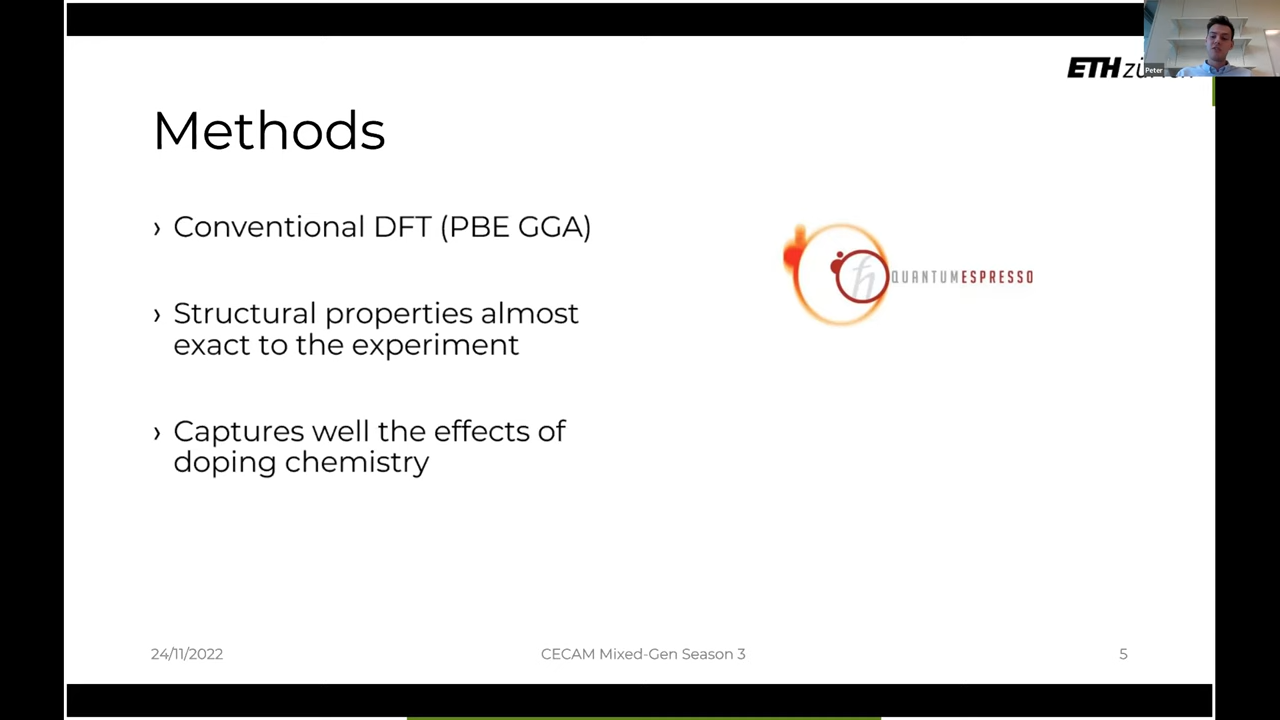 ETH
Peter
Methods
› Conventional DFT (PBE GGA)
› Structural properties almost
exact to the experiment
› Captures well the effects of
doping chemistry
ħ QUANTUMESPRESSO
24/11/2022
CECAM Mixed-Gen Season 3
5